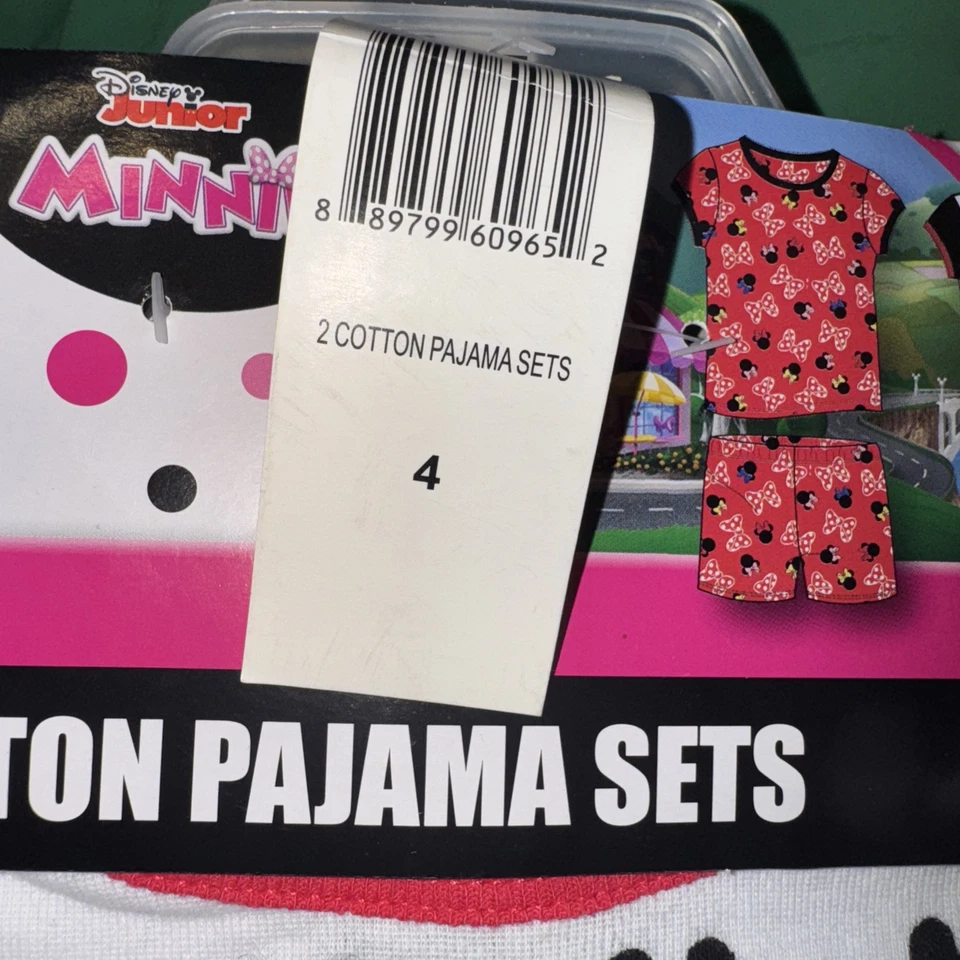 Disney
Junior
MINNI
8 89799 60965 2
2 COTTON PAJAMA SETS
4
TON PAJAMA SETS